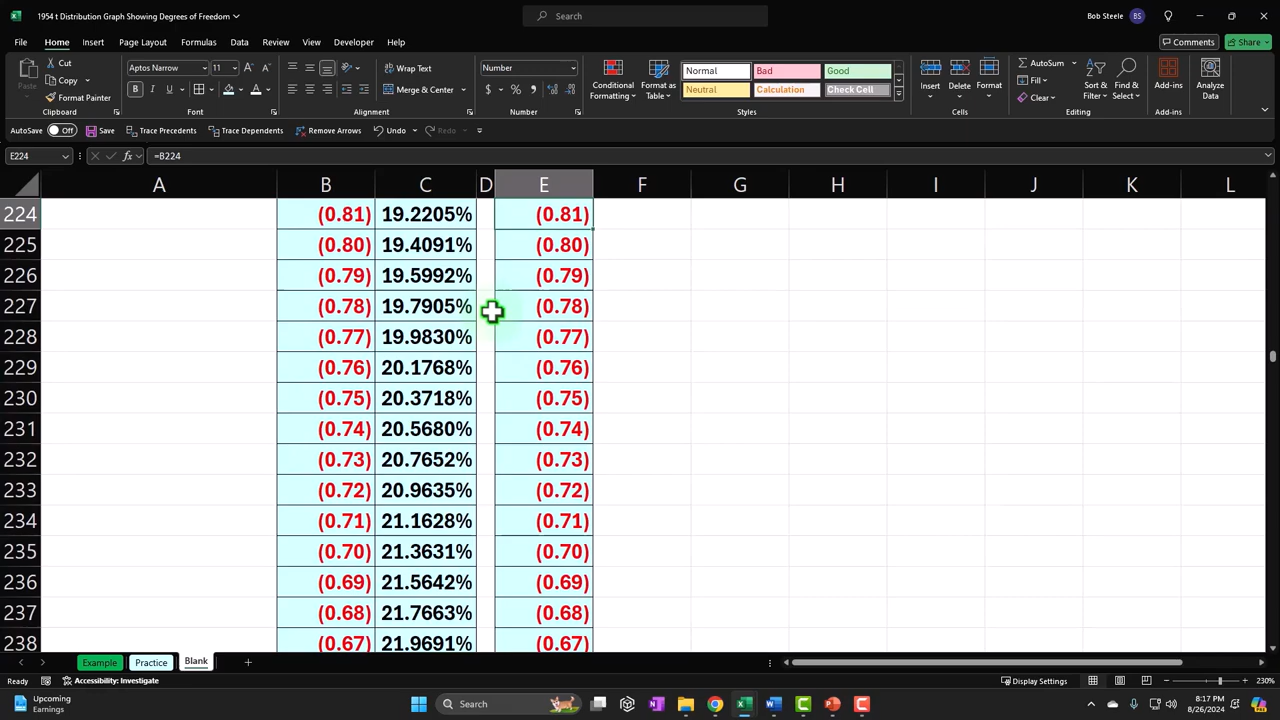 1954 t Distribution Graph Showing Degrees of Freedom
Search
Bob Steele BS
File Home Insert Page Layout Formulas Data Review View Developer Help
Comments Share
Paste
Cut
Copy
Format Painter
Clipboard
Aptos Narrow 11
Font
Wrap Text
Merge & Center
Alignment
Number
$ % 
Number
Conditional Formatting
Format as Table
Normal Bad Good
Neutral Calculation Check Cell
Styles
Insert Delete Format
Cells
AutoSum
Fill
Clear
Sort & Filter
Find & Select
Editing
Add-ins
Add-ins
Analyze Data
AutoSave Off Save Trace Precedents Trace Dependents Remove Arrows Undo Redo
E224 fx =B224
A B C D E F G H I J K L
224 (0.81) 19.2205% (0.81)
225 (0.80) 19.4091% (0.80)
226 (0.79) 19.5992% (0.79)
227 (0.78) 19.7905% (0.78)
228 (0.77) 19.9830% (0.77)
229 (0.76) 20.1768% (0.76)
230 (0.75) 20.3718% (0.75)
231 (0.74) 20.5680% (0.74)
232 (0.73) 20.7652% (0.73)
233 (0.72) 20.9635% (0.72)
234 (0.71) 21.1628% (0.71)
235 (0.70) 21.3631% (0.70)
236 (0.69) 21.5642% (0.69)
237 (0.68) 21.7663% (0.68)
238 (0.67) 21.9691% (0.67)
Example Practice Blank
Ready Accessibility: Investigate Display Settings 230%
Upcoming
Earnings
Search
8:17 PM
8/26/2024